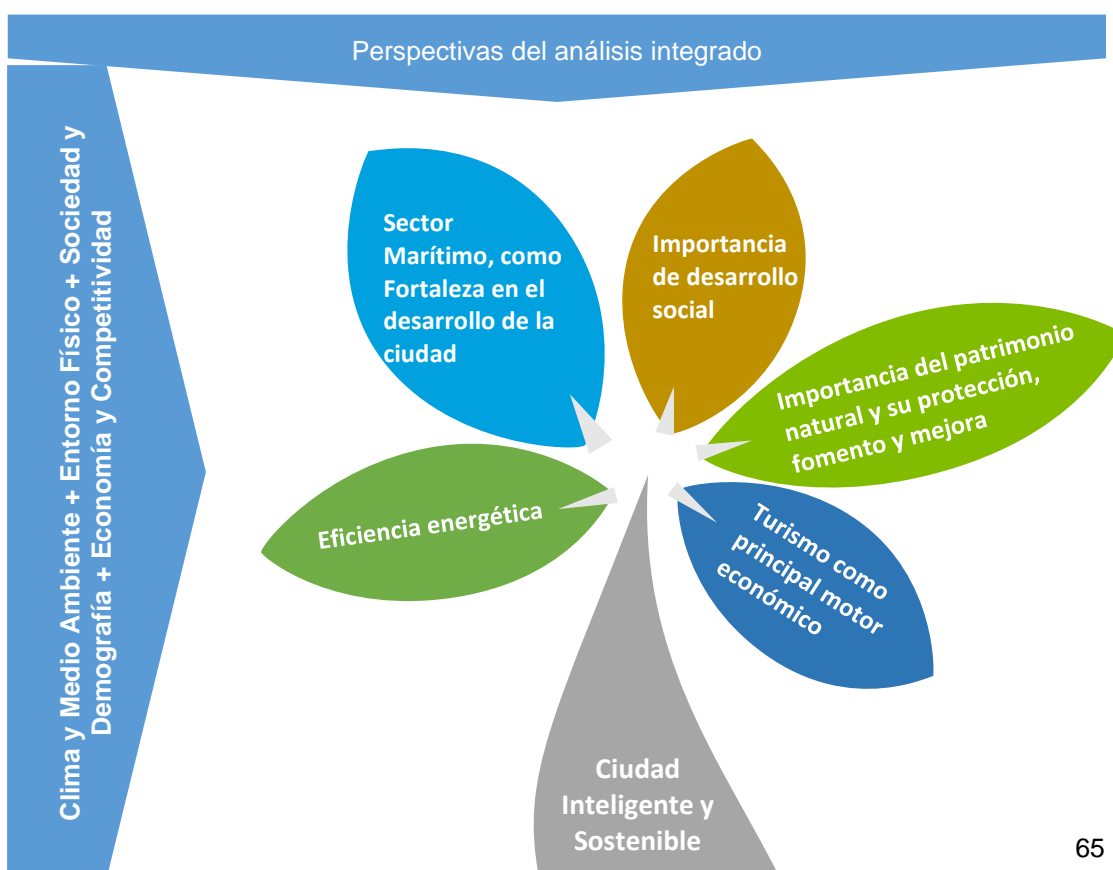 Perspectivas del análisis integrado
Clima y Medio Ambiente + Entorno Físico + Sociedad y
Demografía + Economía y Competitividad
Sector
Marítimo, como
Fortaleza en el
desarrollo de la
ciudad
Importancia
de desarrollo
social
Importancia del patrimonio
natural y su protección,
fomento y mejora
Eficiencia energética
Turismo como
principal motor
económico
Ciudad
Inteligente y
Sostenible
65